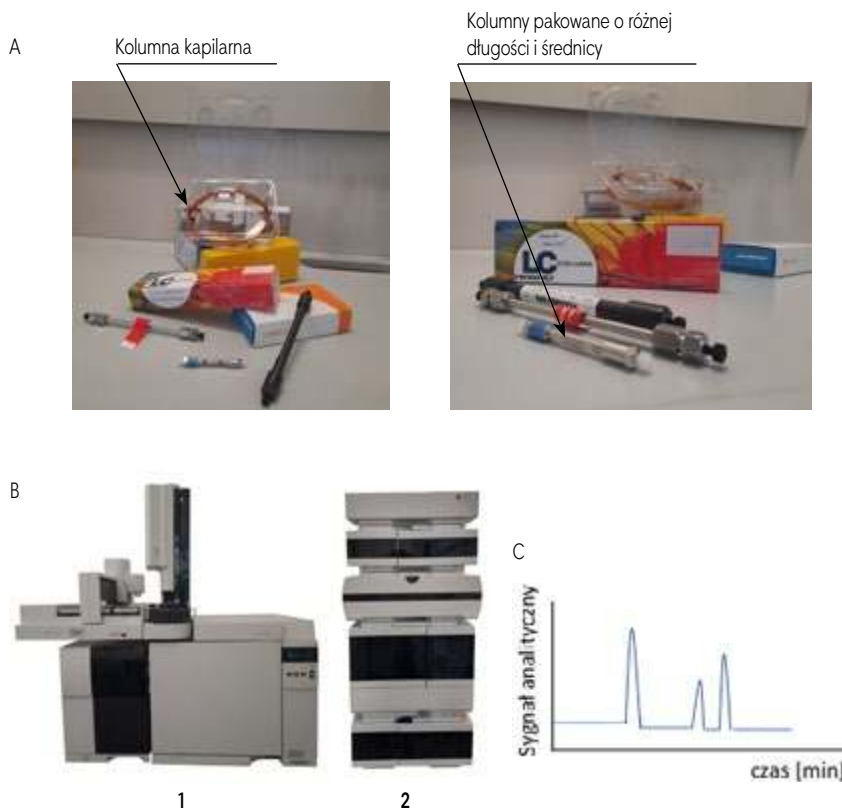 A
Kolumna kapilarna
Kolumny pakowane o różnej
długości i średnicy
LC
LC
B
C
Sygnał analityczny
czas [min]
1
2